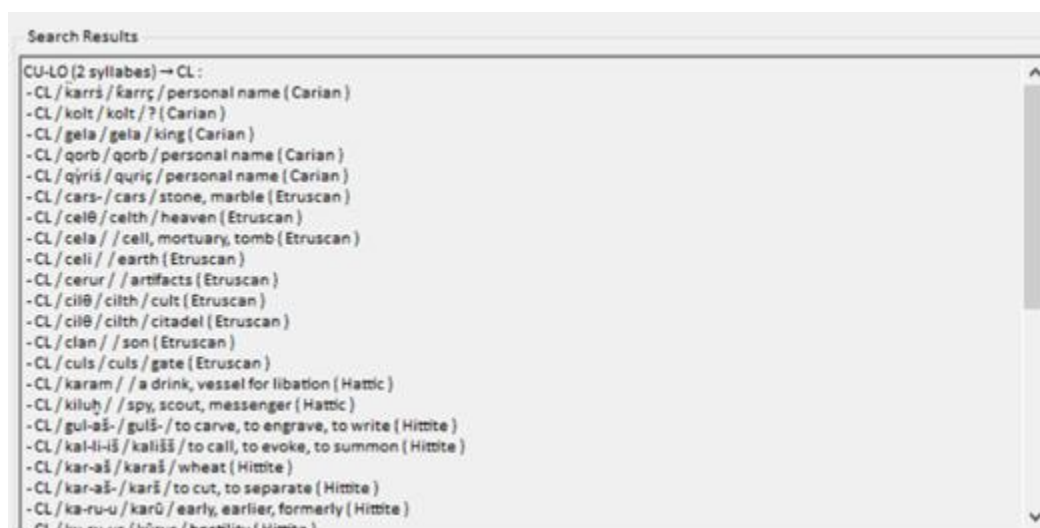 Search Results
CU-LO (2 syllabes) → CL :
- CL / k̂arrś / k̂arrç / personal name ( Carian )
- CL / kolt / kolt / ? ( Carian )
- CL / gela / gela / king ( Carian )
- CL / qorb / qorb / personal name ( Carian )
- CL / qýriś / qu̯riç / personal name ( Carian )
- CL / cars- / cars / stone, marble ( Etruscan )
- CL / celθ / celth / heaven ( Etruscan )
- CL / cela / / cell, mortuary, tomb ( Etruscan )
- CL / celi / / earth ( Etruscan )
- CL / cerur / / artifacts ( Etruscan )
- CL / cilθ / cilth / cult ( Etruscan )
- CL / cilθ / cilth / citadel ( Etruscan )
- CL / clan / / son ( Etruscan )
- CL / culs / culs / gate ( Etruscan )
- CL / karam / / a drink, vessel for libation ( Hattic )
- CL / kiluḫ / / spy, scout, messenger ( Hattic )
- CL / gul-aš- / gulš- / to carve, to engrave, to write ( Hittite )
- CL / kal-li-iš / kališš / to call, to evoke, to summon ( Hittite )
- CL / kar-aš / karaš / wheat ( Hittite )
- CL / kar-aš- / karš / to cut, to separate ( Hittite )
- CL / ka-ru-u / karû / early, earlier, formerly ( Hittite )